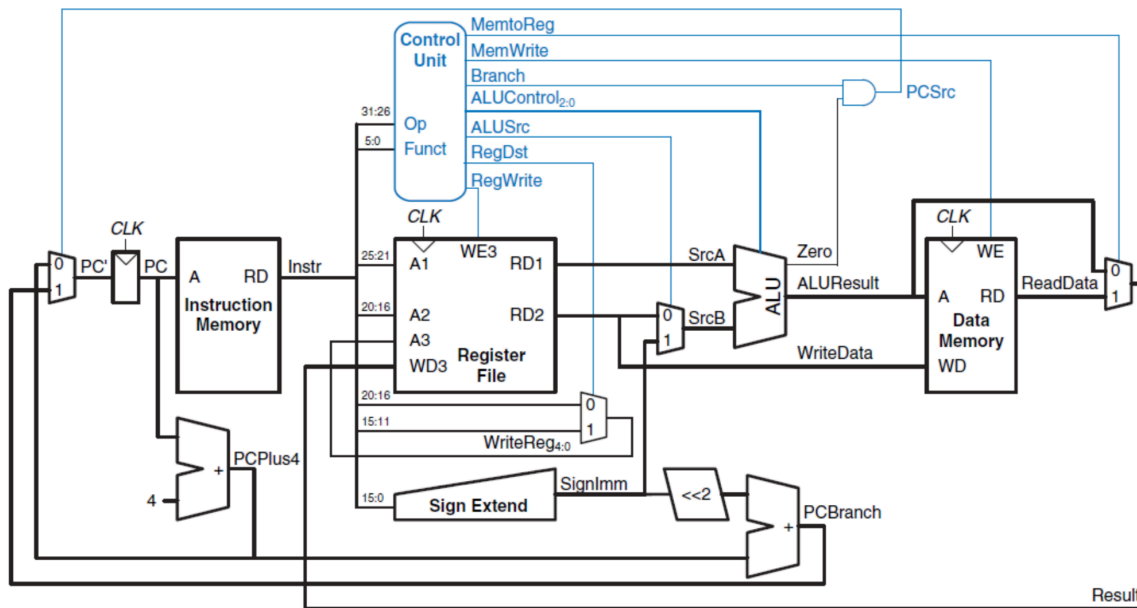 MemtoReg
Control
Unit
MemWrite
Branch
ALUControl2:0
PCSrc
31:26
Op
ALUSrc
5:0
Funct
RegDst
RegWrite
CLK
CLK
CLK
0
1
PC'
PC
A
RD
Instruction
Memory
Instr
25:21
A1
WE3
RD1
SrcA
Zero
WE
20:16
A2
RD2
0
1
SrcB
ALU
ALUResult
A
RD
ReadData
0
1
A3
Data
Memory
WD3
Register
File
WriteData
WD
20:16
0
15:11
1
WriteReg4:0
PCPlus4
+
4
SignImm
15:0
Sign Extend
<<2
+
PCBranch
Result